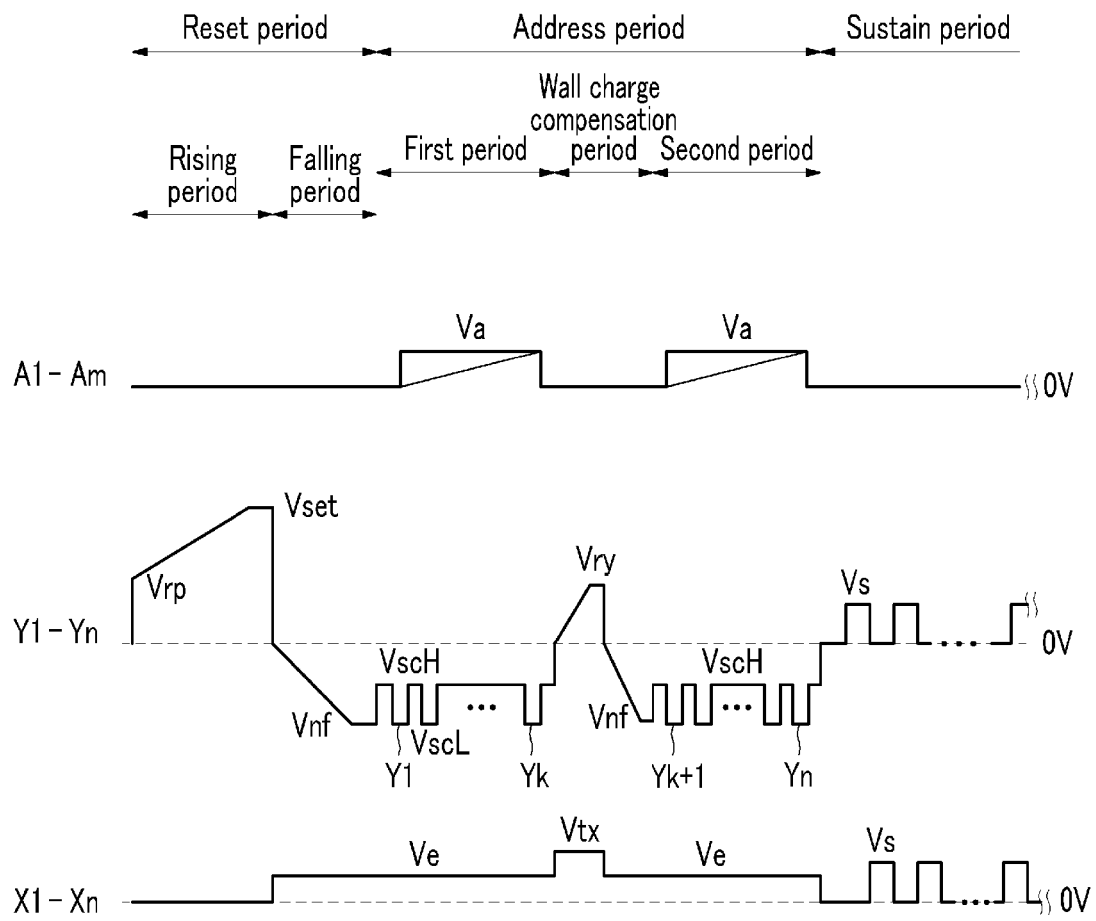 Reset period
Address period
Sustain period
Wall charge
compensation
period
First period
Second period
Rising
period
Falling
period
Va
Va
A1-Am
0V
Vset
Vrp
Vry
Vs
Y1-Yn
0V
VscH
VscH
Vnf
VscL
Vnf
Y1
Yk
Yk+1
Yn
Vtx
Ve
Ve
Vs
X1-Xn
0V